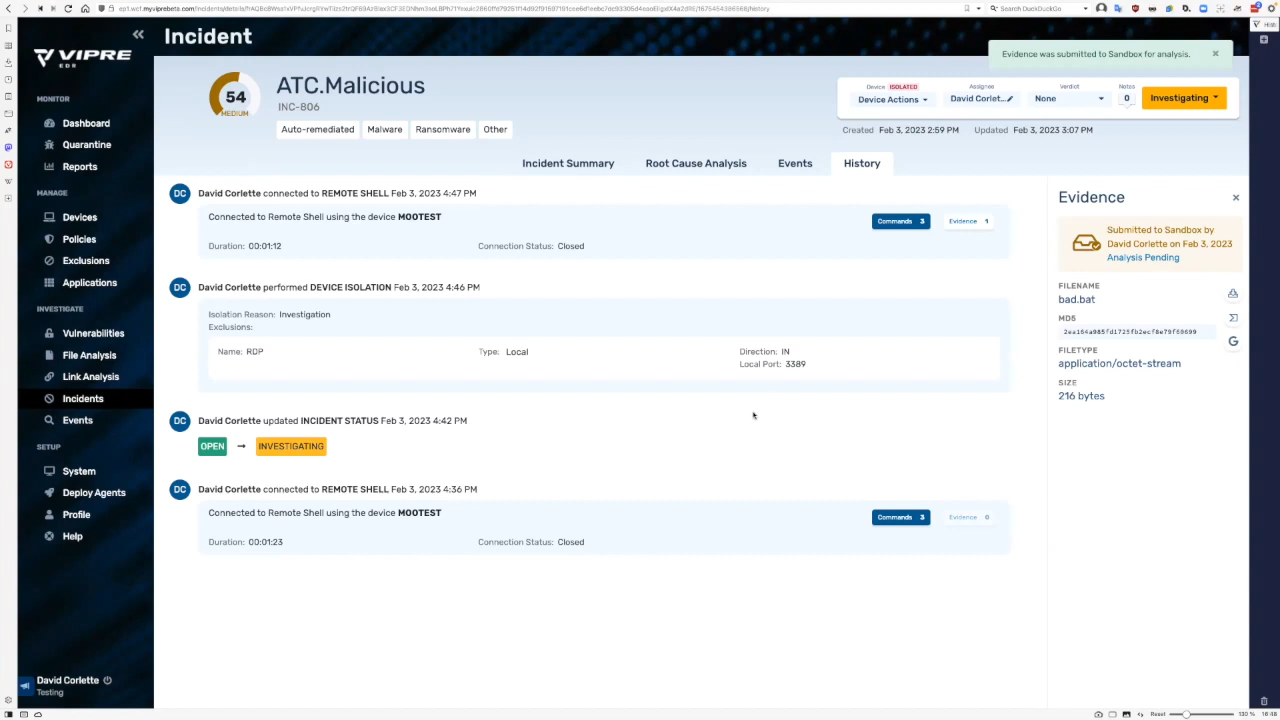 Search DuckDuckGo
Incident
Evidence was submitted to Sandbox for analysis.
VIPRE
EDR
MONITOR
Dashboard
Quarantine
Reports
MANAGE
Devices
Policies
Exclusions
Applications
INVESTIGATE
Vulnerabilities
File Analysis
Link Analysis
Incidents
Events
SETUP
System
Deploy Agents
Profile
Help
David Corlette
Testing
54
MEDIUM
ATC.Malicious
INC-806
Auto-remediated Malware Ransomware Other
Device ISOLATED
Device Actions
Assignee
David Corlet...
Verdict
None
Notes
0
Investigating
Created Feb 3, 2023 2:59 PM Updated Feb 3, 2023 3:07 PM
Incident Summary Root Cause Analysis Events History
DC David Corlette connected to REMOTE SHELL Feb 3, 2023 4:47 PM
Connected to Remote Shell using the device MOOTEST
Commands 3 Evidence 1
Duration: 00:01:12 Connection Status: Closed
DC David Corlette performed DEVICE ISOLATION Feb 3, 2023 4:46 PM
Isolation Reason: Investigation
Exclusions:
Name: RDP Type: Local Direction: IN
Local Port: 3389
DC David Corlette updated INCIDENT STATUS Feb 3, 2023 4:42 PM
OPEN → INVESTIGATING
DC David Corlette connected to REMOTE SHELL Feb 3, 2023 4:36 PM
Connected to Remote Shell using the device MOOTEST
Commands 3 Evidence 0
Duration: 00:01:23 Connection Status: Closed
Evidence
Submitted to Sandbox by
David Corlette on Feb 3, 2023
Analysis Pending
FILENAME
bad.bat
MD5
FILETYPE
application/octet-stream
SIZE
216 bytes
Reset 130 % 16:48